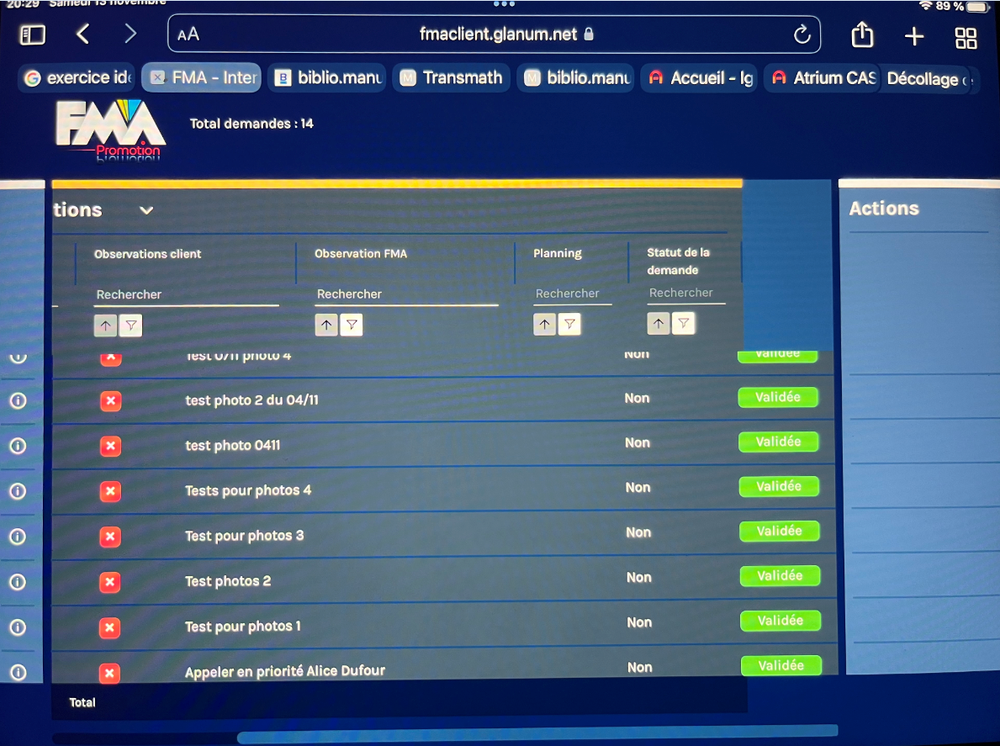 20:29 Samedi 13 novembre
89 %
AA
fmaclient.glanum.net
exercice id
FMA - Inter
biblio.manu
Transmath
biblio.manu
Accueil - Ig
Atrium CAS
Décollage
FMA
Promotion
Total demandes : 14
tions
Actions
Observations client
Observation FMA
Planning
Statut de la
demande
Rechercher
Rechercher
Rechercher
Rechercher
Test 07/11 photo 4
Non
Validée
test photo 2 du 04/11
Non
Validée
test photo 0411
Non
Validée
Tests pour photos 4
Non
Validée
Test pour photos 3
Non
Validée
Test photos 2
Non
Validée
Test pour photos 1
Non
Validée
Appeler en priorité Alice Dufour
Non
Validée
Total